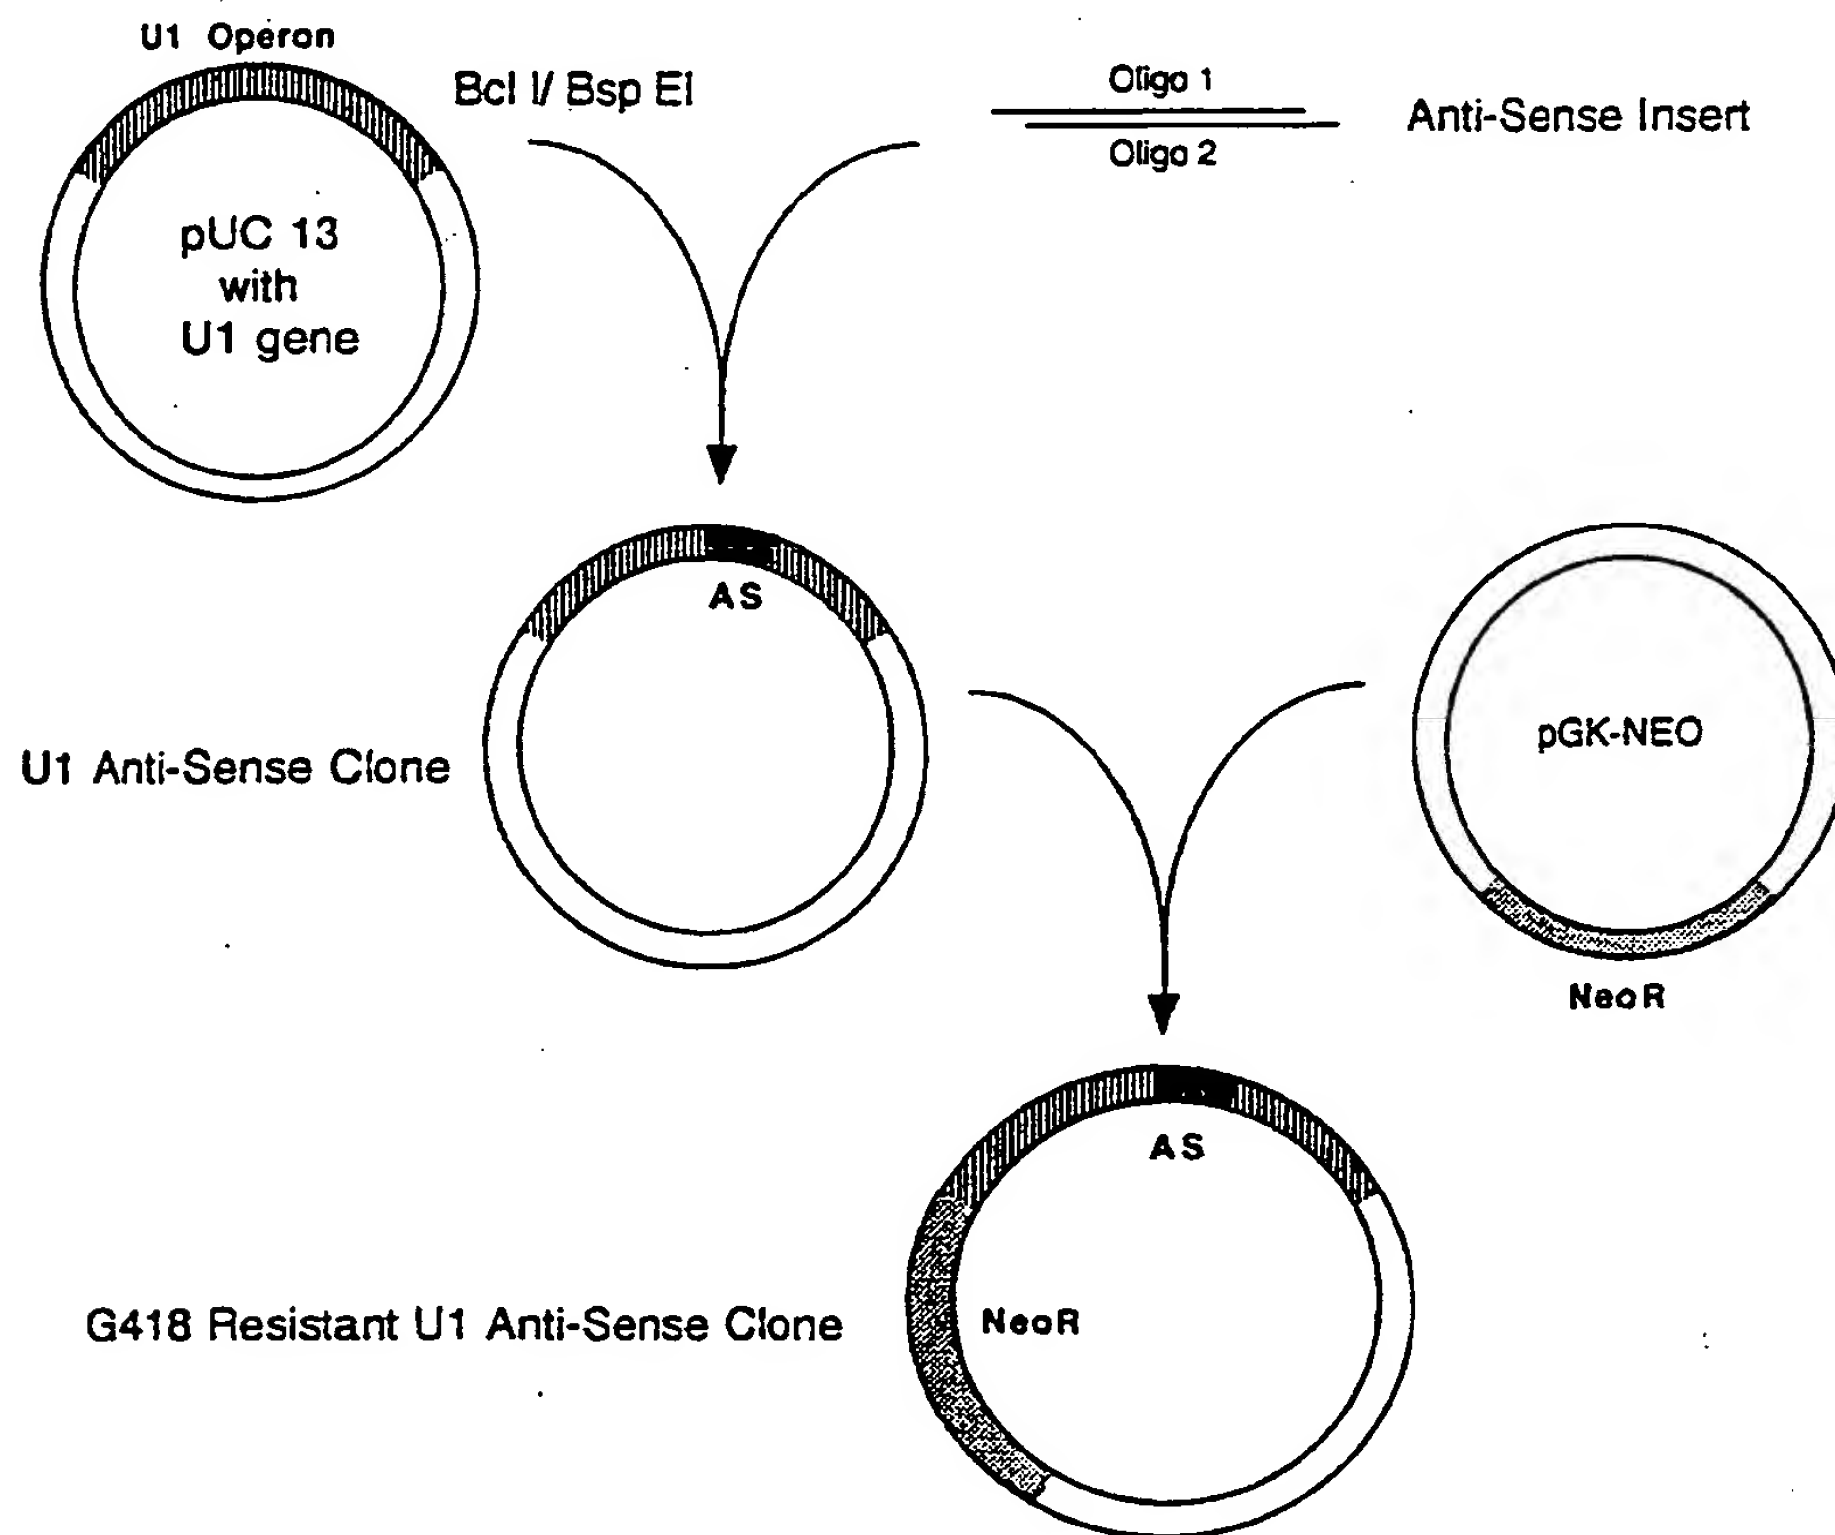 U1 Operon
Bcl I/ Bsp EI
Oligo 1
Oligo 2
Anti-Sense Insert
pUC 13
with
U1 gene
AS
U1 Anti-Sense Clone
pGK-NEO
NeoR
AS
G418 Resistant U1 Anti-Sense Clone
NeoR